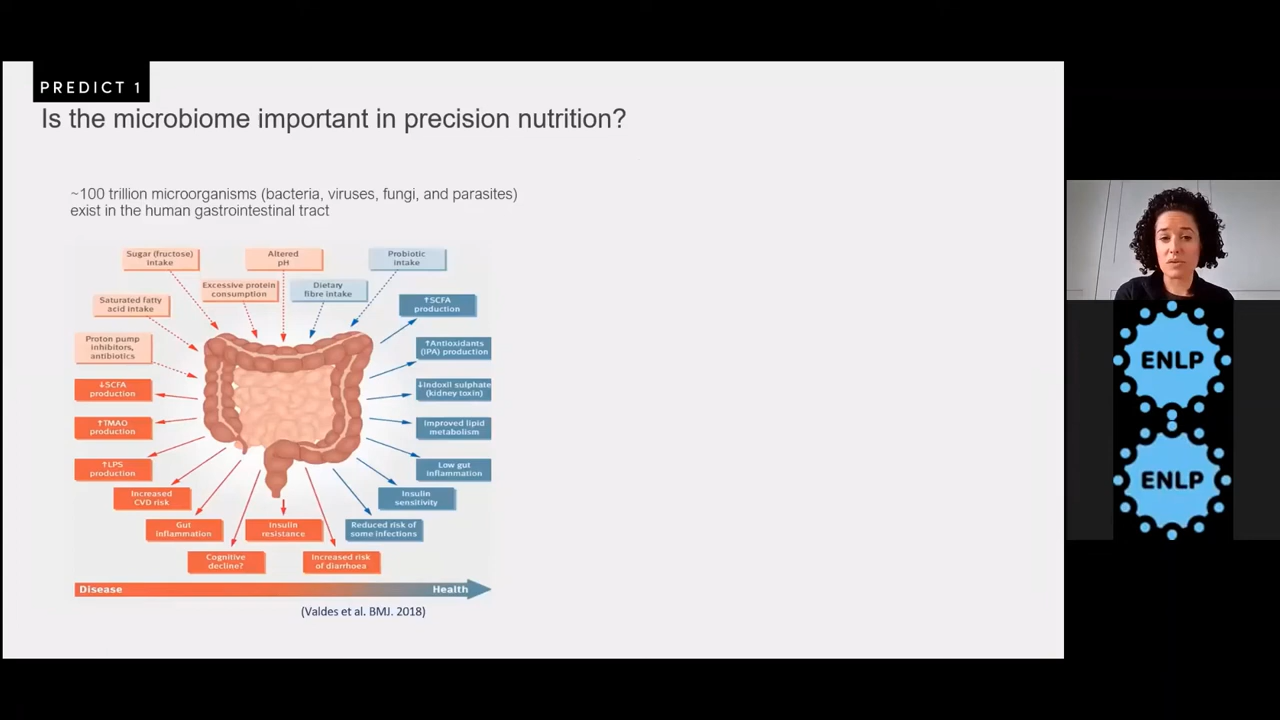 PREDICT 1
Is the microbiome important in precision nutrition?
~100 trillion microorganisms (bacteria, viruses, fungi, and parasites)
exist in the human gastrointestinal tract
Sugar (fructose)
intake
Altered
pH
Probiotic
intake
Excessive protein
consumption
Dietary
fibre intake
Saturated fatty
acid intake
↑SCFA
production
Proton pump
inhibitors,
antibiotics
↑Antioxidants
(IPA) production
↓SCFA
production
↓Indoxil sulphate
(kidney toxin)
↑TMAO
production
Improved lipid
metabolism
↑LPS
production
Low gut
inflammation
Increased
CVD risk
Insulin
sensitivity
Gut
inflammation
Insulin
resistance
Reduced risk of
some infections
Cognitive
decline?
Increased risk
of diarrhoea
Disease
Health
(Valdes et al. BMJ. 2018)
ENLP
ENLP